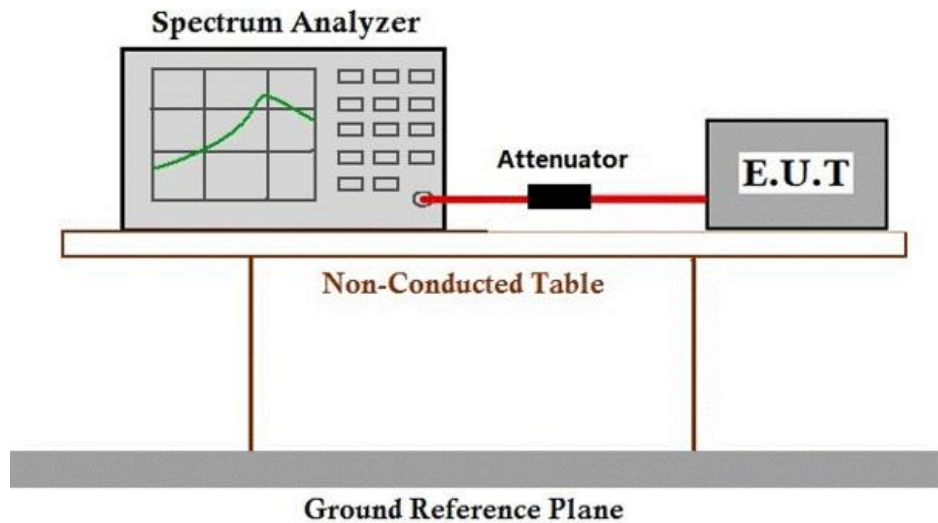 Spectrum Analyzer
Attenuator
E.U.T
Non-Conducted Table
Ground Reference Plane